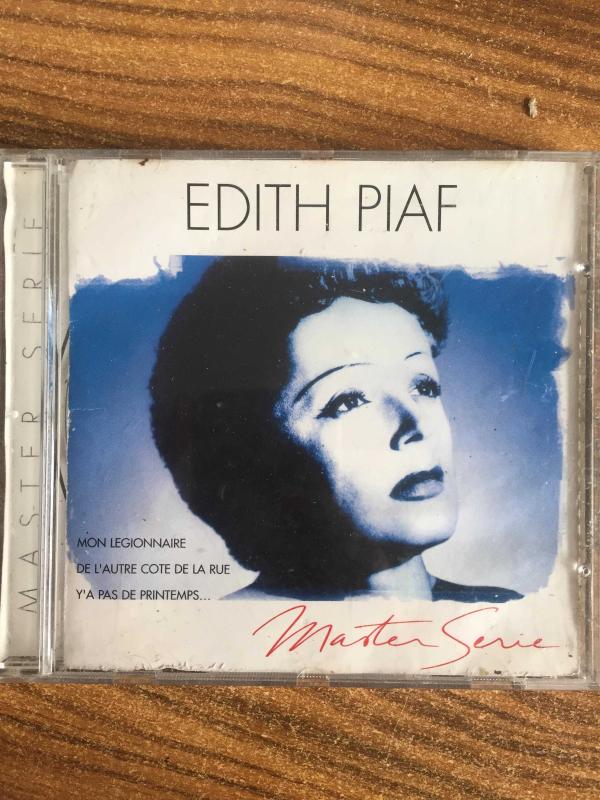 EDITH PIAF
MASTER SERIE
MON LEGIONNAIRE
DE L'AUTRE COTE DE LA RUE
Y'A PAS DE PRINTEMPS...
Master Serie